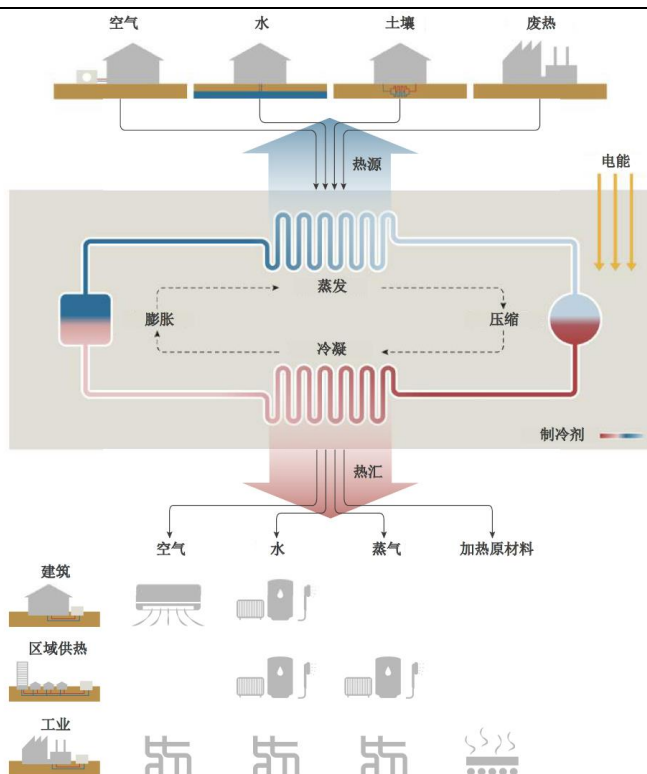 空气
水
土壤
废热
热源
电能
蒸发
膨胀
压缩
冷凝
制冷剂
热汇
空气
水
蒸气
加热原材料
建筑
区域供热
工业